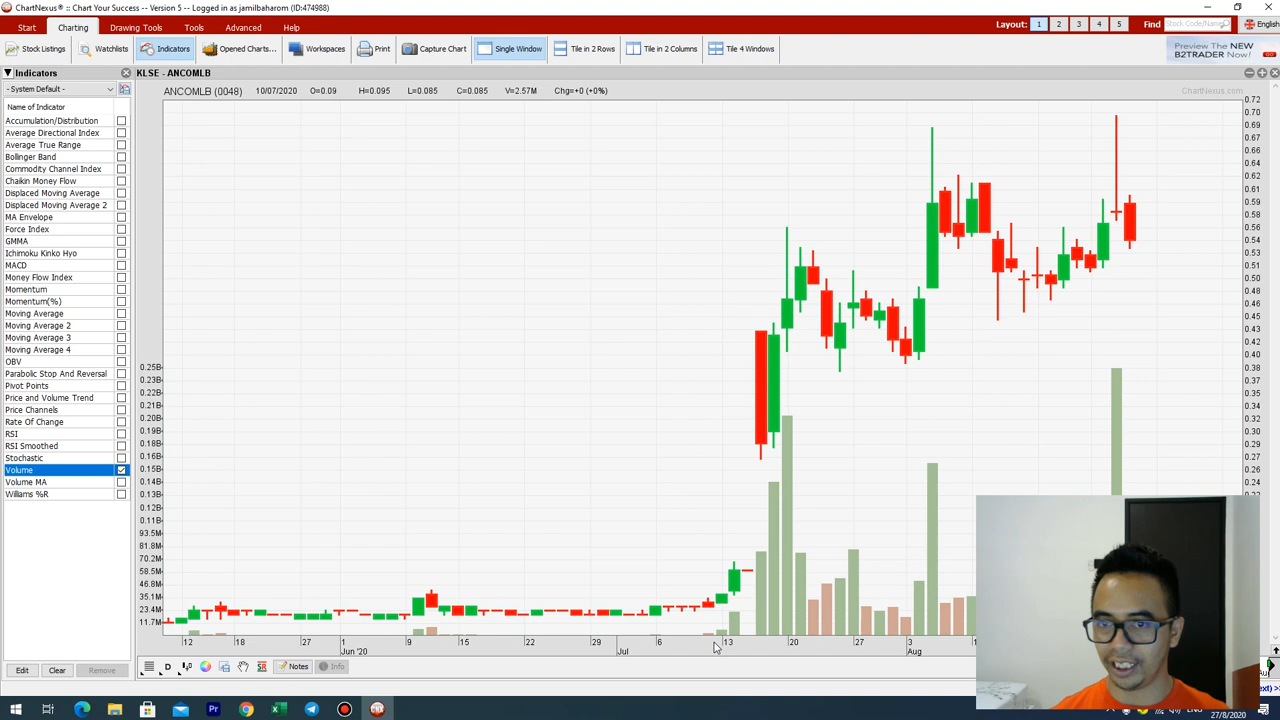 ChartNexus® :: Chart Your Success -- Version 5 -- Logged in as jamilbaharom (ID:474988)
Start Charting Drawing Tools Tools Advanced Help Layout: 1 2 3 4 5 Find Stock Code/Name English
Stock Listings Watchlists Indicators Opened Charts... Workspaces Print Capture Chart Single Window Tile in 2 Rows Tile in 2 Columns Tile 4 Windows
Preview The NEW
B2TRADER Now! GO
Indicators
KLSE - ANCOMLB
- System Default -
ANCOMLB (0048) 10/07/2020 O=0.09 H=0.095 L=0.085 C=0.085 V=2.57M Chg=+0 (+0%) ChartNexus.com
Name of Indicator
Accumulation/Distribution
Average Directional Index
Average True Range
Bollinger Band
Commodity Channel Index
Chaikin Money Flow
Displaced Moving Average
Displaced Moving Average 2
MA Envelope
Force Index
GMMA
Ichimoku Kinko Hyo
MACD
Money Flow Index
Momentum
Momentum(%)
Moving Average
Moving Average 2
Moving Average 3
Moving Average 4
OBV
Parabolic Stop And Reversal
Pivot Points
Price and Volume Trend
Price Channels
Rate Of Change
RSI
RSI Smoothed
Stochastic
Volume
Volume MA
Williams %R
0.25B
0.23B
0.22B
0.21B
0.20B
0.19B
0.18B
0.16B
0.15B
0.14B
0.13B
0.12B
0.11B
93.5M
81.8M
70.2M
58.5M
46.8M
35.1M
23.4M
11.7M
0.72
0.70
0.69
0.67
0.66
0.64
0.62
0.61
0.59
0.58
0.56
0.54
0.53
0.51
0.48
0.46
0.45
0.43
0.42
0.40
0.38
0.37
0.35
0.34
0.32
0.30
0.29
0.26
0.24
12 18 27 1 9 15 22 29 6 13 20 27 3
Jun '20 Jul Aug
Edit Clear Remove
D Notes Info
27/8/2020